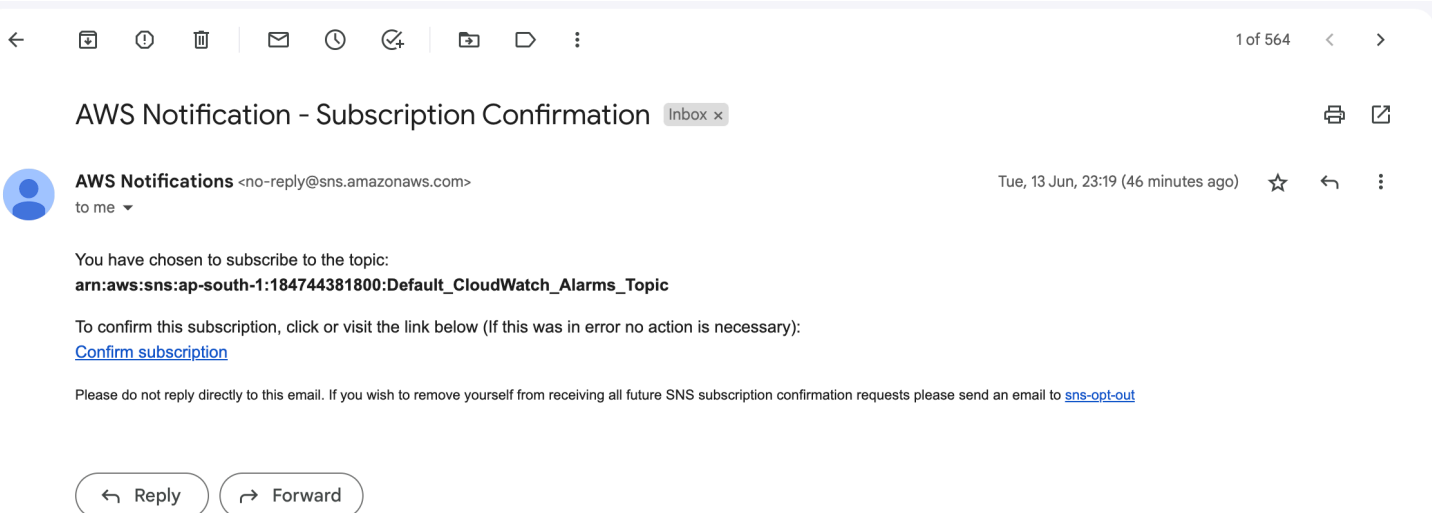 1 of 564
AWS Notification - Subscription Confirmation Inbox ×
AWS Notifications <no-reply@sns.amazonaws.com> Tue, 13 Jun, 23:19 (46 minutes ago)
to me
You have chosen to subscribe to the topic:
arn:aws:sns:ap-south-1:184744381800:Default_CloudWatch_Alarms_Topic
To confirm this subscription, click or visit the link below (If this was in error no action is necessary):
Confirm subscription
Please do not reply directly to this email. If you wish to remove yourself from receiving all future SNS subscription confirmation requests please send an email to sns-opt-out
Reply Forward